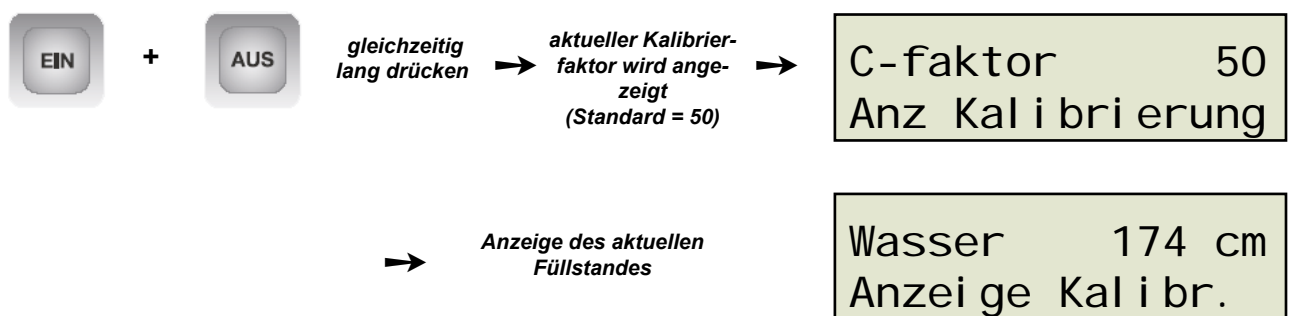 EIN
+
AUS
gleichzeitig
lang drücken
aktueller Kalibrier-
faktor wird ange-
zeigt
(Standard = 50)
C-faktor 50
Anz Kalibrierung
Anzeige des aktuellen
Füllstandes
Wasser 174 cm
Anzeige Kalibr.